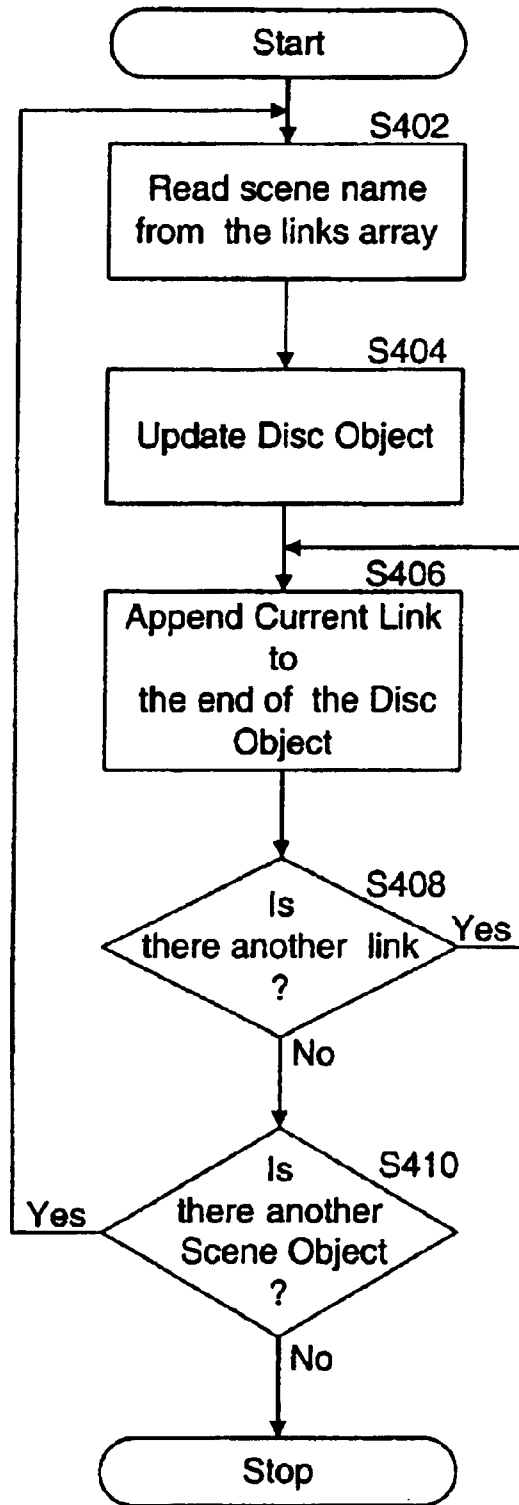 Start
S402
Read scene name
from the links array
S404
Update Disc Object
S406
Append Current Link
to
the end of the Disc
Object
S408
Is
there another link
?
Yes
No
S410
Is
there another
Scene Object
?
Yes
No
Stop